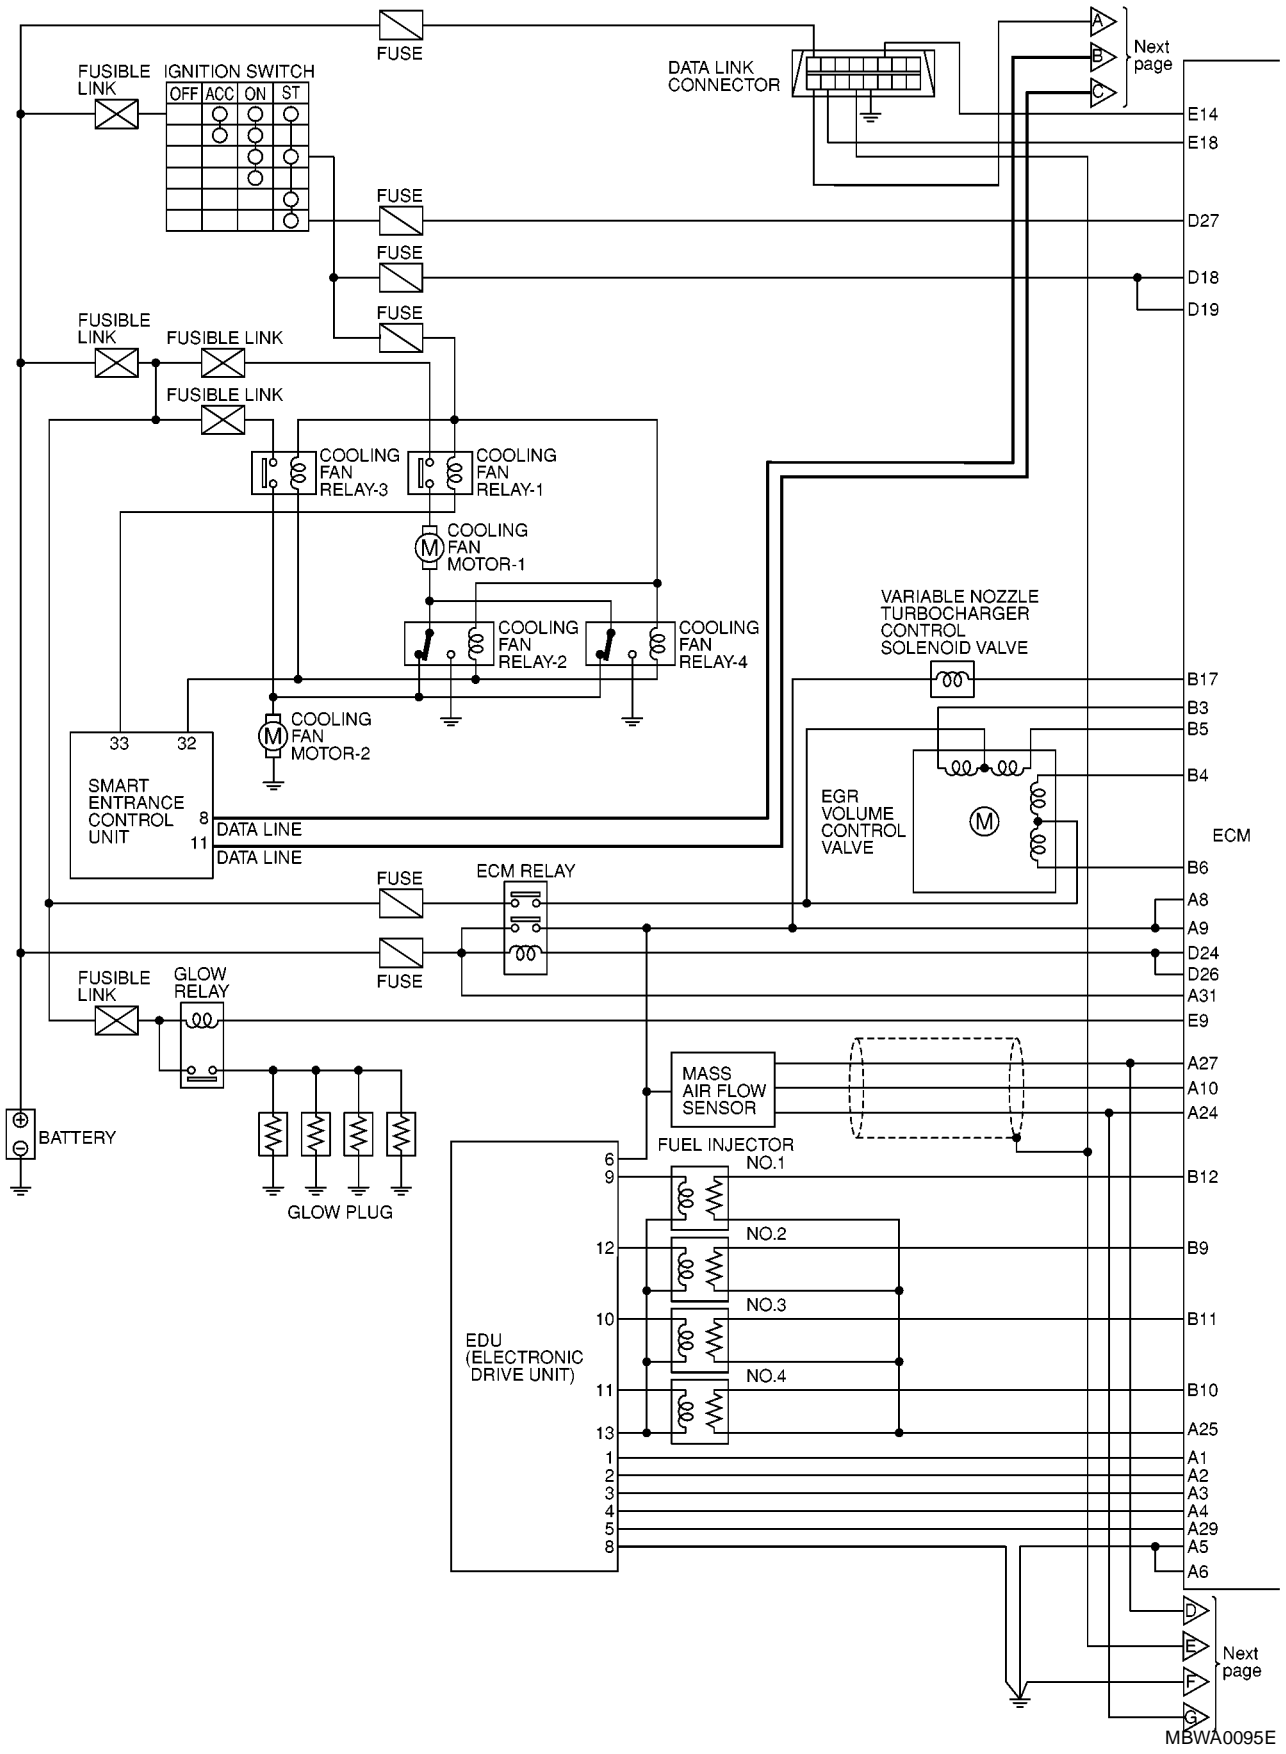 A
FUSE
B
Next
page
C
DATA LINK
CONNECTOR
FUSIBLE
LINK
IGNITION SWITCH
OFF ACC ON ST
E14
E18
FUSE
D27
FUSE
D18
D19
FUSE
FUSIBLE
LINK
FUSIBLE LINK
FUSIBLE LINK
COOLING
FAN
RELAY-3
COOLING
FAN
RELAY-1
COOLING
FAN
MOTOR-1
M
COOLING
FAN
RELAY-2
COOLING
FAN
RELAY-4
VARIABLE NOZZLE
TURBOCHARGER
CONTROL
SOLENOID VALVE
B17
B3
B5
B4
COOLING
FAN
MOTOR-2
M
33 32
SMART
ENTRANCE
CONTROL
UNIT
8
DATA LINE
11
DATA LINE
EGR
VOLUME
CONTROL
VALVE
M
ECM
B6
FUSE
ECM RELAY
A8
A9
D24
D26
A31
E9
FUSE
FUSIBLE
LINK
GLOW
RELAY
MASS
AIR FLOW
SENSOR
A27
A10
A24
BATTERY
GLOW PLUG
FUEL INJECTOR
NO.1
6
9
B12
NO.2
12
B9
NO.3
10
B11
EDU
(ELECTRONIC
DRIVE UNIT)
NO.4
11
B10
13
A25
1
A1
2
A2
3
A3
4
A4
5
A29
8
A5
A6
D
E
Next
page
F
G
MBWA0095E